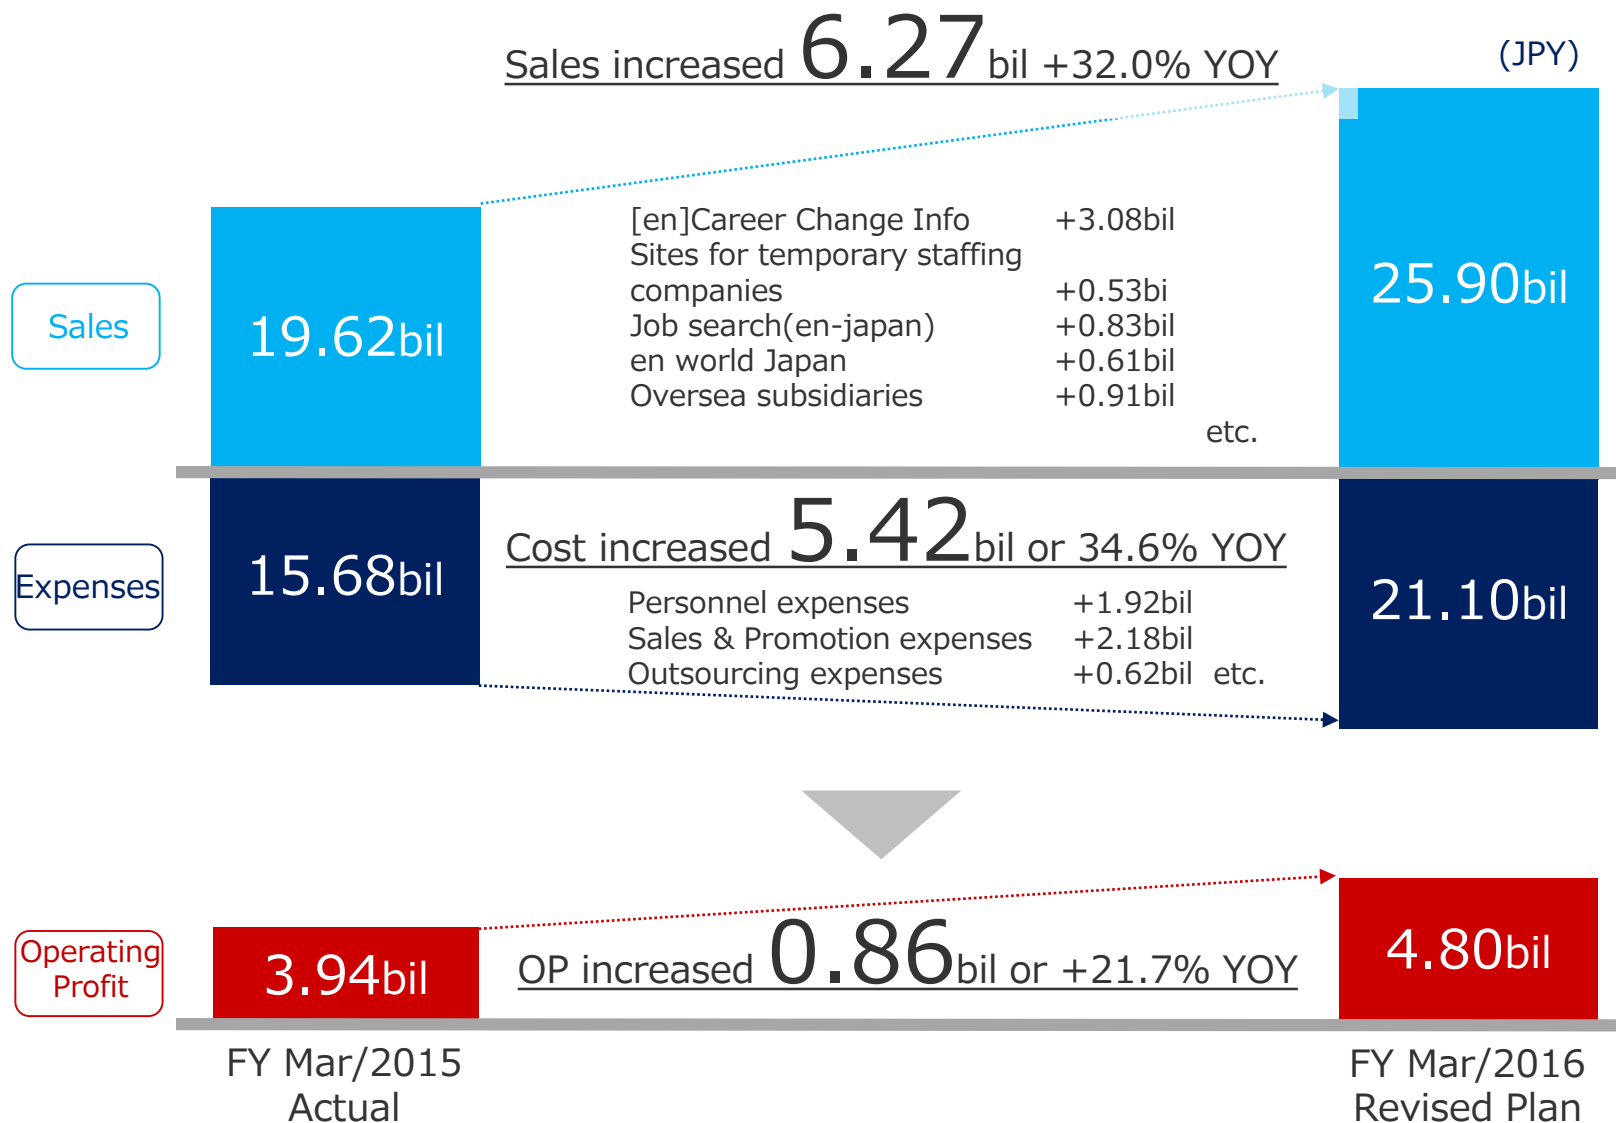 Sales increased 6.27bil +32.0% YOY
(JPY)
[en]Career Change Info +3.08bil
Sites for temporary staffing
companies +0.53bi
Job search(en-japan) +0.83bil
en world Japan +0.61bil
Oversea subsidiaries +0.91bil
etc.
Sales
19.62bil
25.90bil
Cost increased 5.42bil or 34.6% YOY
Expenses
15.68bil
21.10bil
Personnel expenses +1.92bil
Sales & Promotion expenses +2.18bil
Outsourcing expenses +0.62bil etc.
Operating
Profit
3.94bil
OP increased 0.86bil or +21.7% YOY
4.80bil
FY Mar/2015
Actual
FY Mar/2016
Revised Plan